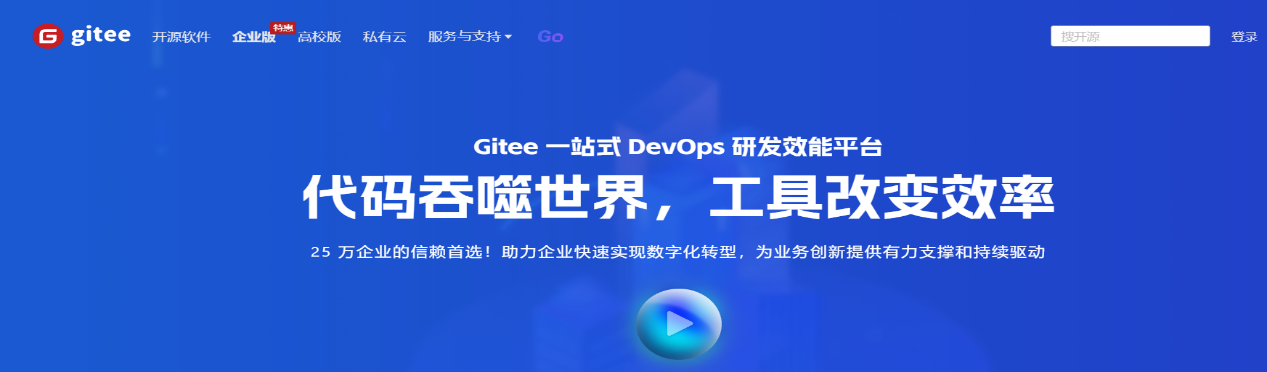 gitee 开源软件 企业版 特惠 高校版 私有云 服务与支持 Go 搜开源 登录
Gitee 一站式 DevOps 研发效能平台
代码吞噬世界，工具改变效率
25 万企业的信赖首选！助力企业快速实现数字化转型，为业务创新提供有力支撑和持续驱动